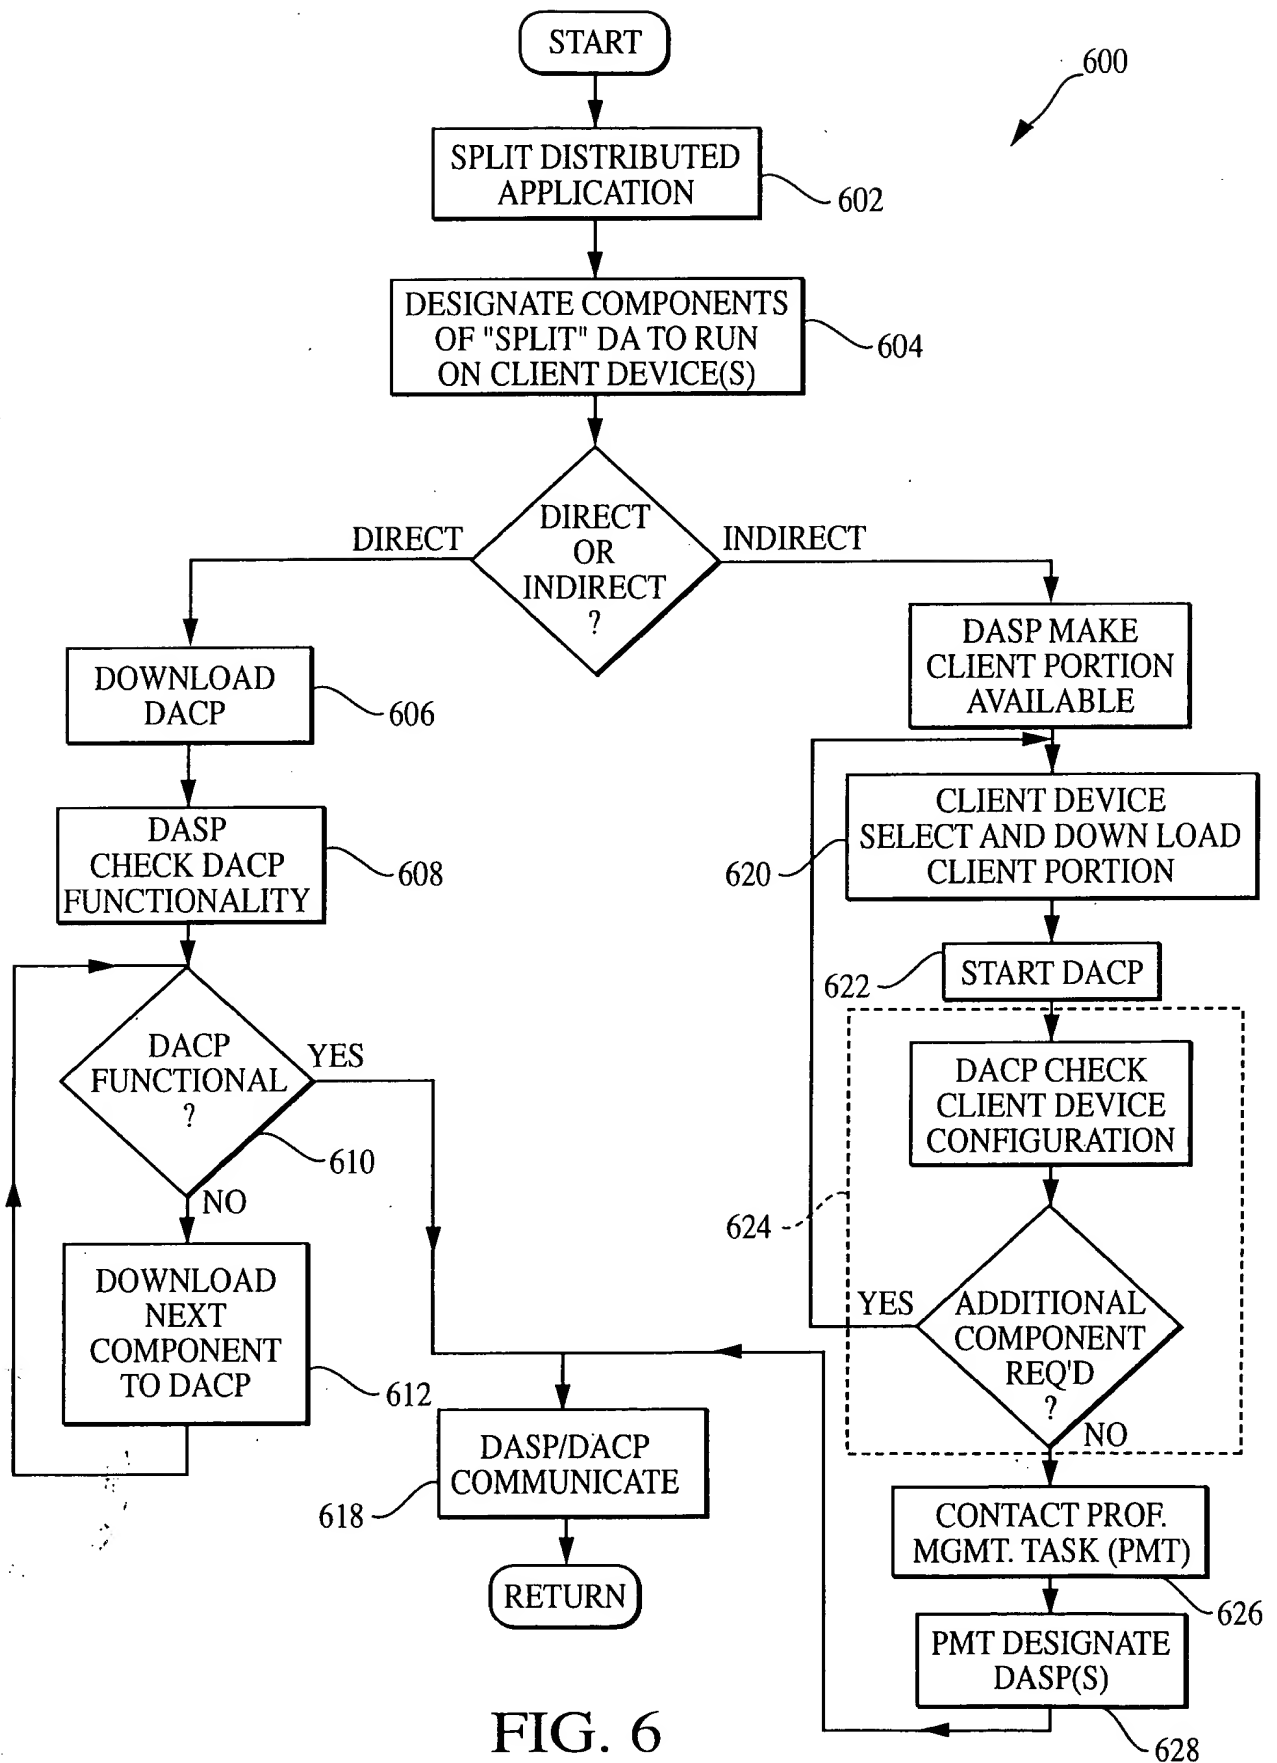 START
600
SPLIT DISTRIBUTED
APPLICATION
602
DESIGNATE COMPONENTS
OF "SPLIT" DA TO RUN
ON CLIENT DEVICE(S)
604
DIRECT
OR
INDIRECT
?
DIRECT
INDIRECT
DOWNLOAD
DACP
606
DASP
CHECK DACP
FUNCTIONALITY
608
DACP
FUNCTIONAL
?
YES
610
NO
DOWNLOAD
NEXT
COMPONENT
TO DACP
612
DASP MAKE
CLIENT PORTION
AVAILABLE
CLIENT DEVICE
SELECT AND DOWN LOAD
CLIENT PORTION
620
START DACP
622
DACP CHECK
CLIENT DEVICE
CONFIGURATION
624
YES
ADDITIONAL
COMPONENT
REQ'D
?
NO
CONTACT PROF.
MGMT. TASK (PMT)
626
PMT DESIGNATE
DASP(S)
628
DASP/DACP
COMMUNICATE
618
RETURN
FIG. 6